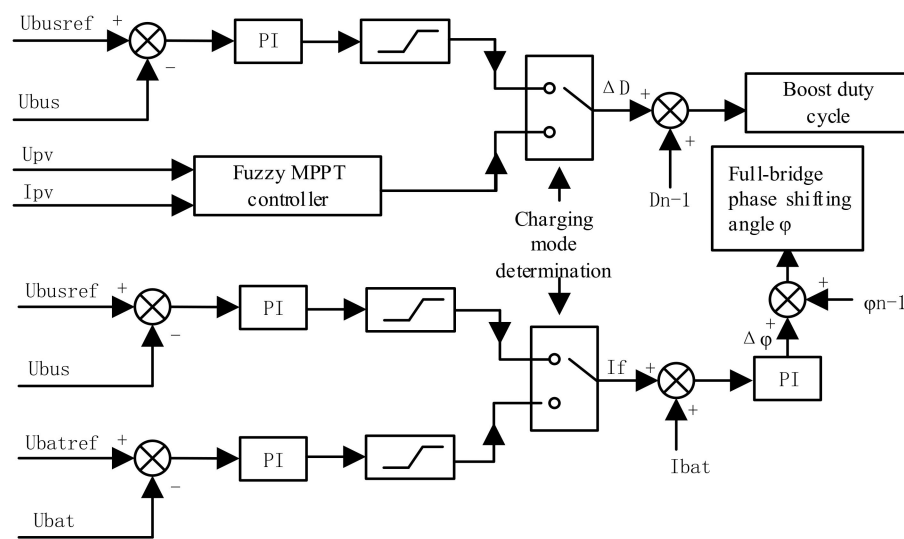 Ubusref
+
−
PI
Ubus
Upv
Ipv
Fuzzy MPPT
controller
ΔD
+
+
Dn-1
Boost duty
cycle
Full-bridge
phase shifting
angle φ
Charging
mode
determination
Ubusref
+
−
PI
Ubus
Ubatref
+
−
PI
Ubat
If
+
+
Ibat
PI
Δφ
+
+
φn-1